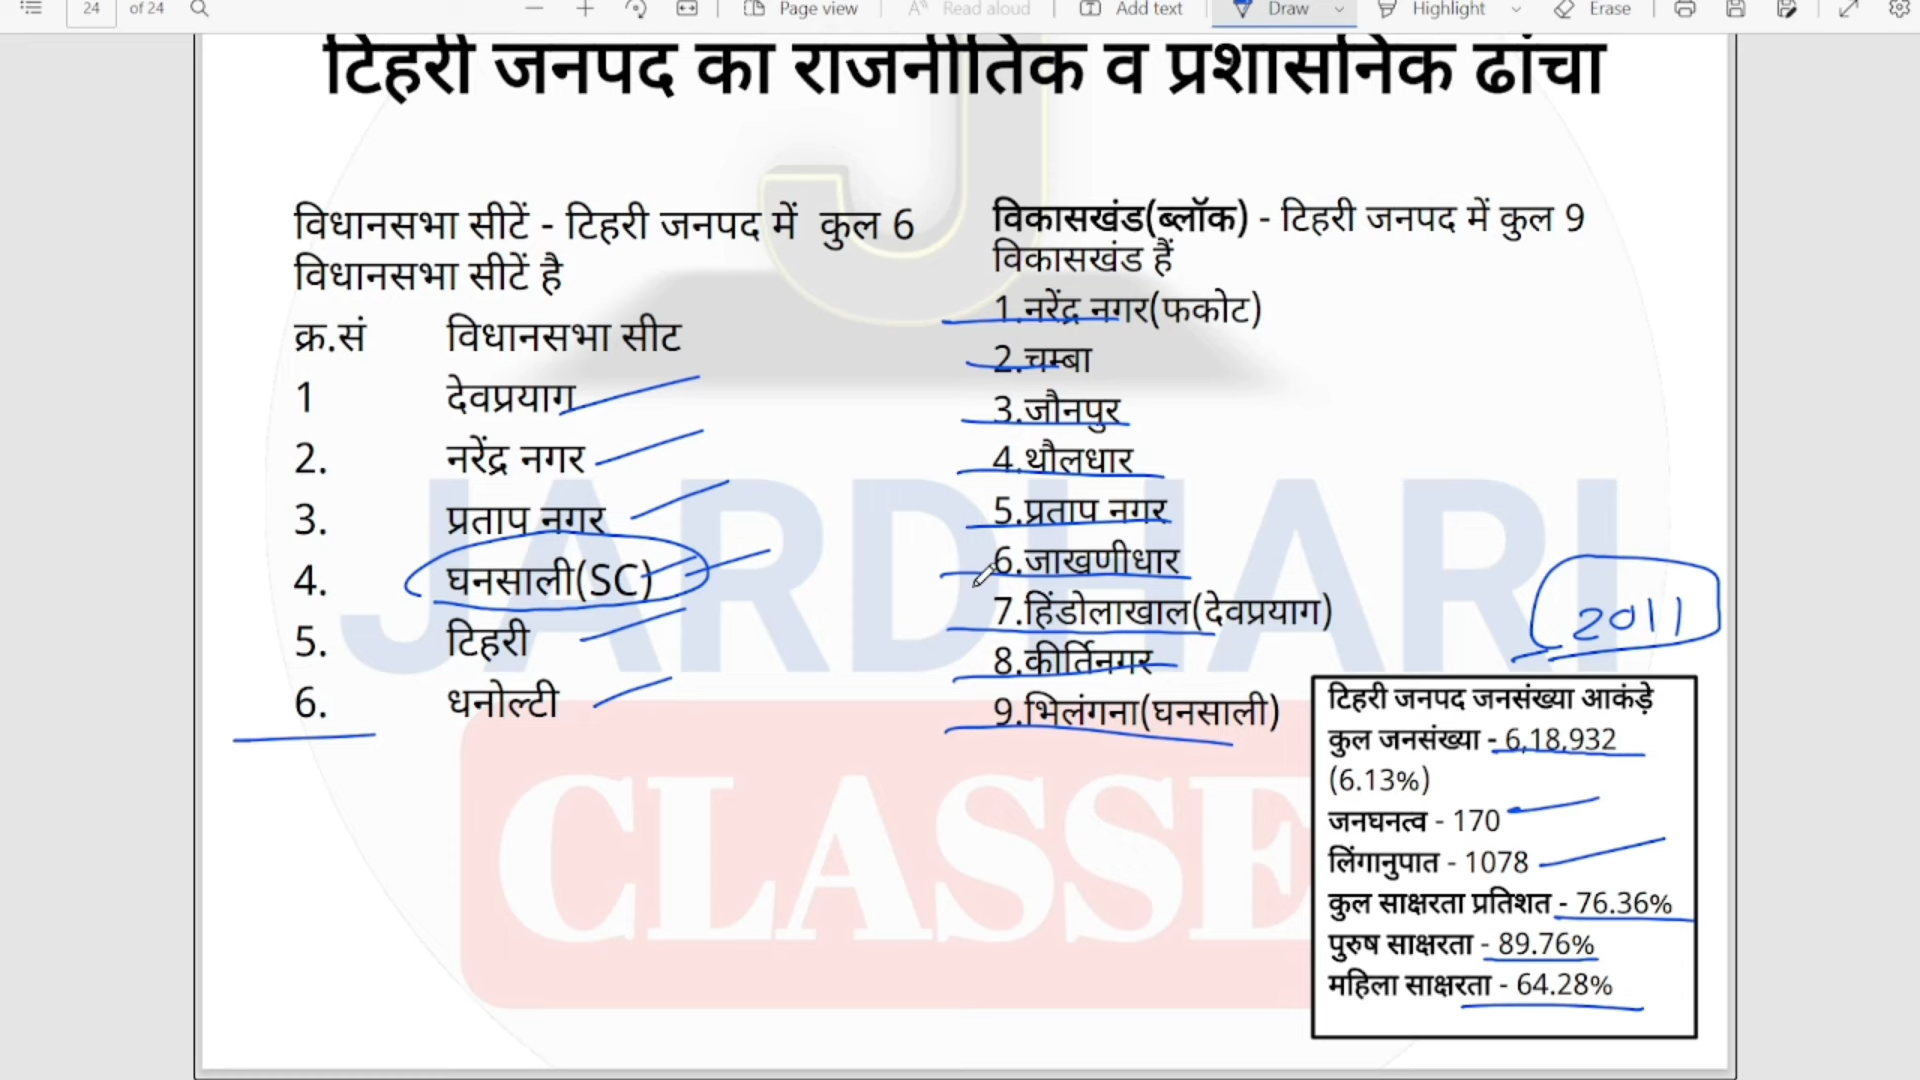 24 of 24 Page view Read aloud Add text Draw Highlight Erase
टिहरी जनपद का राजनीतिक व प्रशासनिक ढांचा
विधानसभा सीटें - टिहरी जनपद में कुल 6
विधानसभा सीटें है
क्र.सं विधानसभा सीट
1 देवप्रयाग
2. नरेंद्र नगर
3. प्रताप नगर
4. घनसाली(SC)
5. टिहरी
6. धनोल्टी
विकासखंड(ब्लॉक) - टिहरी जनपद में कुल 9
विकासखंड हैं
1.नरेंद्र नगर(फकोट)
2.चम्बा
3.जौनपुर
4.थौलधार
5.प्रताप नगर
6.जाखणीधार
7.हिंडोलाखाल(देवप्रयाग)
8.कीर्तिनगर
9.भिलंगना(घनसाली)
2011
टिहरी जनपद जनसंख्या आकंड़े
कुल जनसंख्या - 6,18,932
(6.13%)
जनघनत्व - 170
लिंगानुपात - 1078
कुल साक्षरता प्रतिशत - 76.36%
पुरुष साक्षरता - 89.76%
महिला साक्षरता - 64.28%
J
JARDHARI
CLASSE